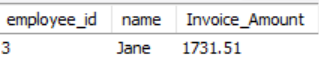 employee_id name Invoice_Amount
3 Jane 1731.51